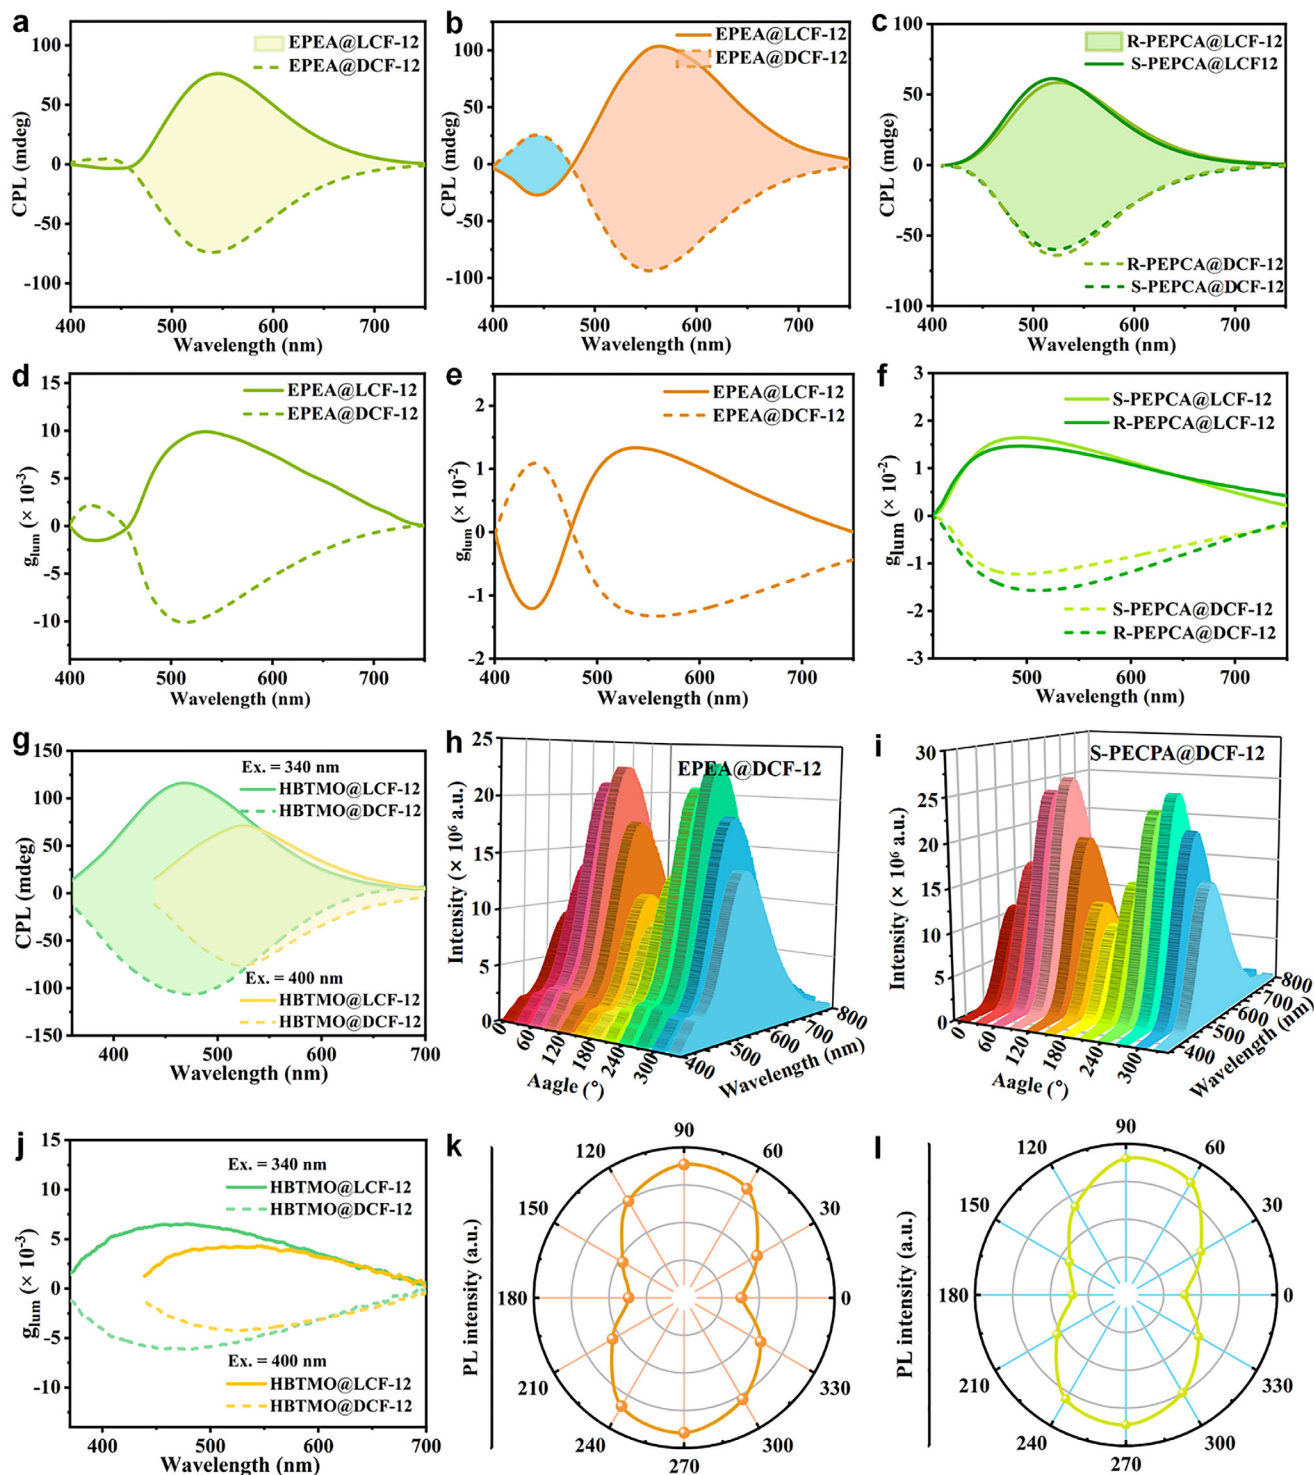 a
EPEA@LCF-12
EPEA@DCF-12
CPL (mdeg)
100
50
0
-50
-100
400 500 600 700
Wavelength (nm)
b
EPEA@LCF-12
EPEA@DCF-12
CPL (mdeg)
100
50
0
-50
-100
400 500 600 700
Wavelength (nm)
c
R-PEPCA@LCF-12
S-PEPCA@LCF12
CPL (mdge)
100
50
0
-50
-100
R-PEPCA@DCF-12
S-PEPCA@DCF-12
400 500 600 700
Wavelength (nm)
d
EPEA@LCF-12
EPEA@DCF-12
glum (× 10-3)
15
10
5
0
-5
-10
400 500 600 700
Wavelength (nm)
e
EPEA@LCF-12
EPEA@DCF-12
glum (× 10-2)
2
1
0
-1
-2
400 500 600 700
Wavelength (nm)
f
S-PEPCA@LCF-12
R-PEPCA@LCF-12
glum (× 10-2)
3
2
1
0
-1
-2
-3
S-PEPCA@DCF-12
R-PEPCA@DCF-12
500 600 700
Wavelength (nm)
g
Ex. = 340 nm
HBTMO@LCF-12
HBTMO@DCF-12
CPL (mdeg)
150
100
50
0
-50
-100
-150
Ex. = 400 nm
HBTMO@LCF-12
HBTMO@DCF-12
400 500 600 700
Wavelength (nm)
h
EPEA@DCF-12
Intensity (× 10⁶ a.u.)
25
20
15
10
5
0
0 60 120 180 240 300
Aagle (°)
400 500 600 700 800
Wavelength (nm)
i
S-PECPA@DCF-12
Intensity (× 10⁶ a.u.)
30
25
20
15
10
5
0
0 60 120 180 240 300
Aagle (°)
400 500 600 700 800
Wavelength (nm)
j
Ex. = 340 nm
HBTMO@LCF-12
HBTMO@DCF-12
glum (× 10-3)
15
10
5
0
-5
-10
Ex. = 400 nm
HBTMO@LCF-12
HBTMO@DCF-12
400 500 600 700
Wavelength (nm)
k
PL intensity (a.u.)
90
120 60
150 30
180 0
210 330
240 300
270
l
PL intensity (a.u.)
90
120 60
150 30
180 0
210 330
240 300
270